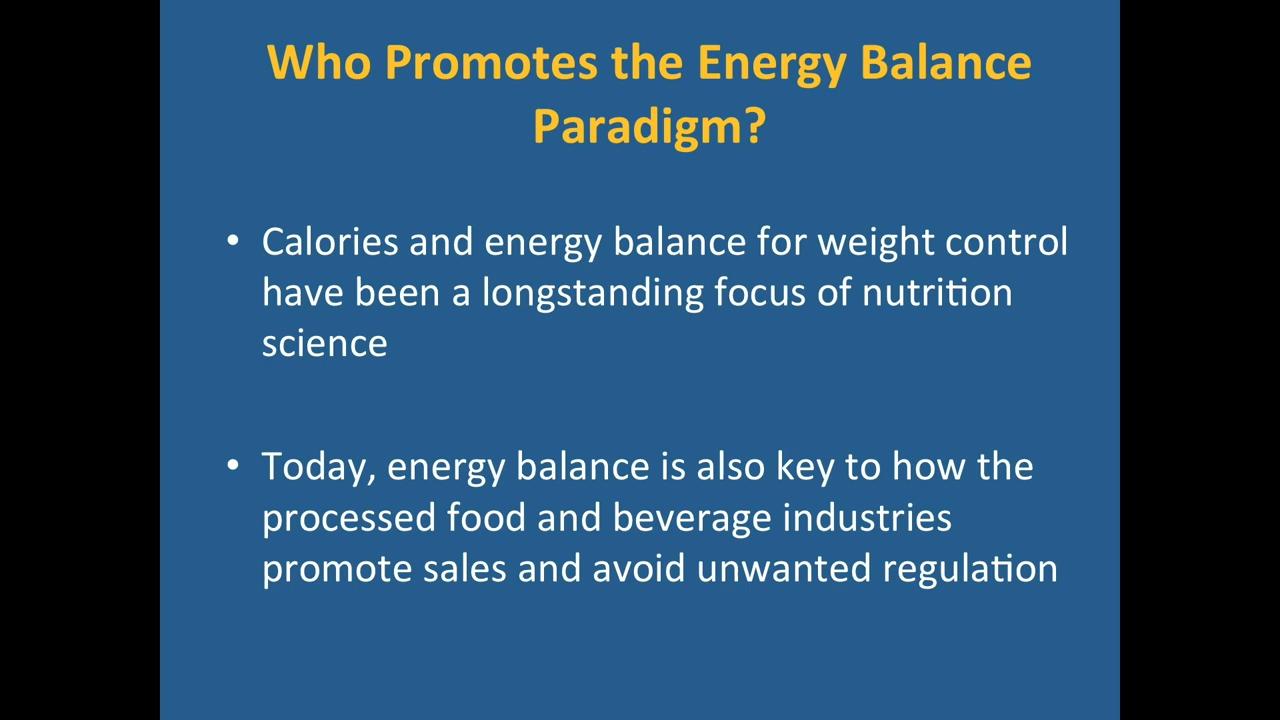 Who Promotes the Energy Balance
Paradigm?
• Calories and energy balance for weight control
have been a longstanding focus of nutrition
science
• Today, energy balance is also key to how the
processed food and beverage industries
promote sales and avoid unwanted regulation